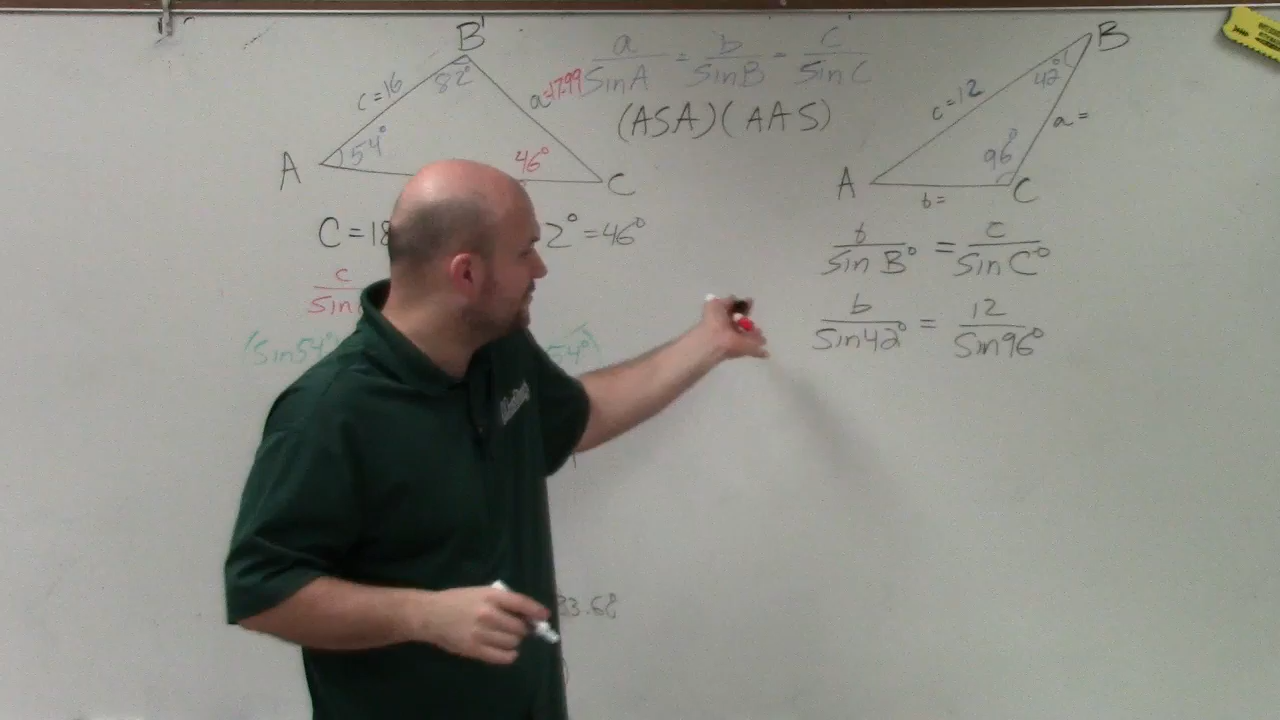 B
82°
c=16
a=17.99
A
54°
46°
C
C=18 2°=46°
c
sin
(sin54° 54°)
83.68
a/SinA = b/SinB = c/SinC
(ASA)(AAS)
B
42°
c=12
a=
96°
A
C
b=
b/Sin B° = c/Sin C°
b/Sin42° = 12/Sin96°